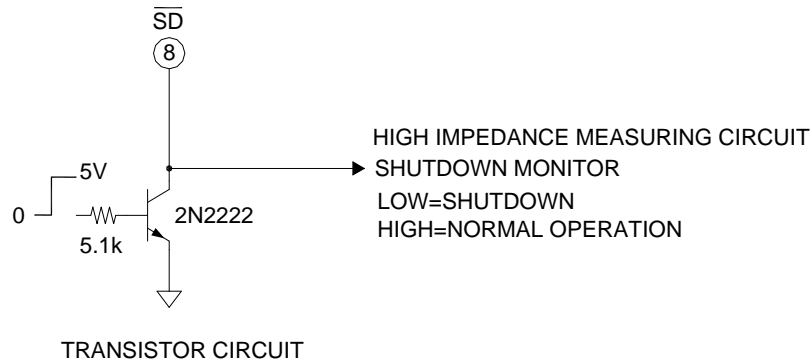 SD
8
HIGH IMPEDANCE MEASURING CIRCUIT
5V
SHUTDOWN MONITOR
LOW=SHUTDOWN
0
2N2222
HIGH=NORMAL OPERATION
5.1k
TRANSISTOR CIRCUIT